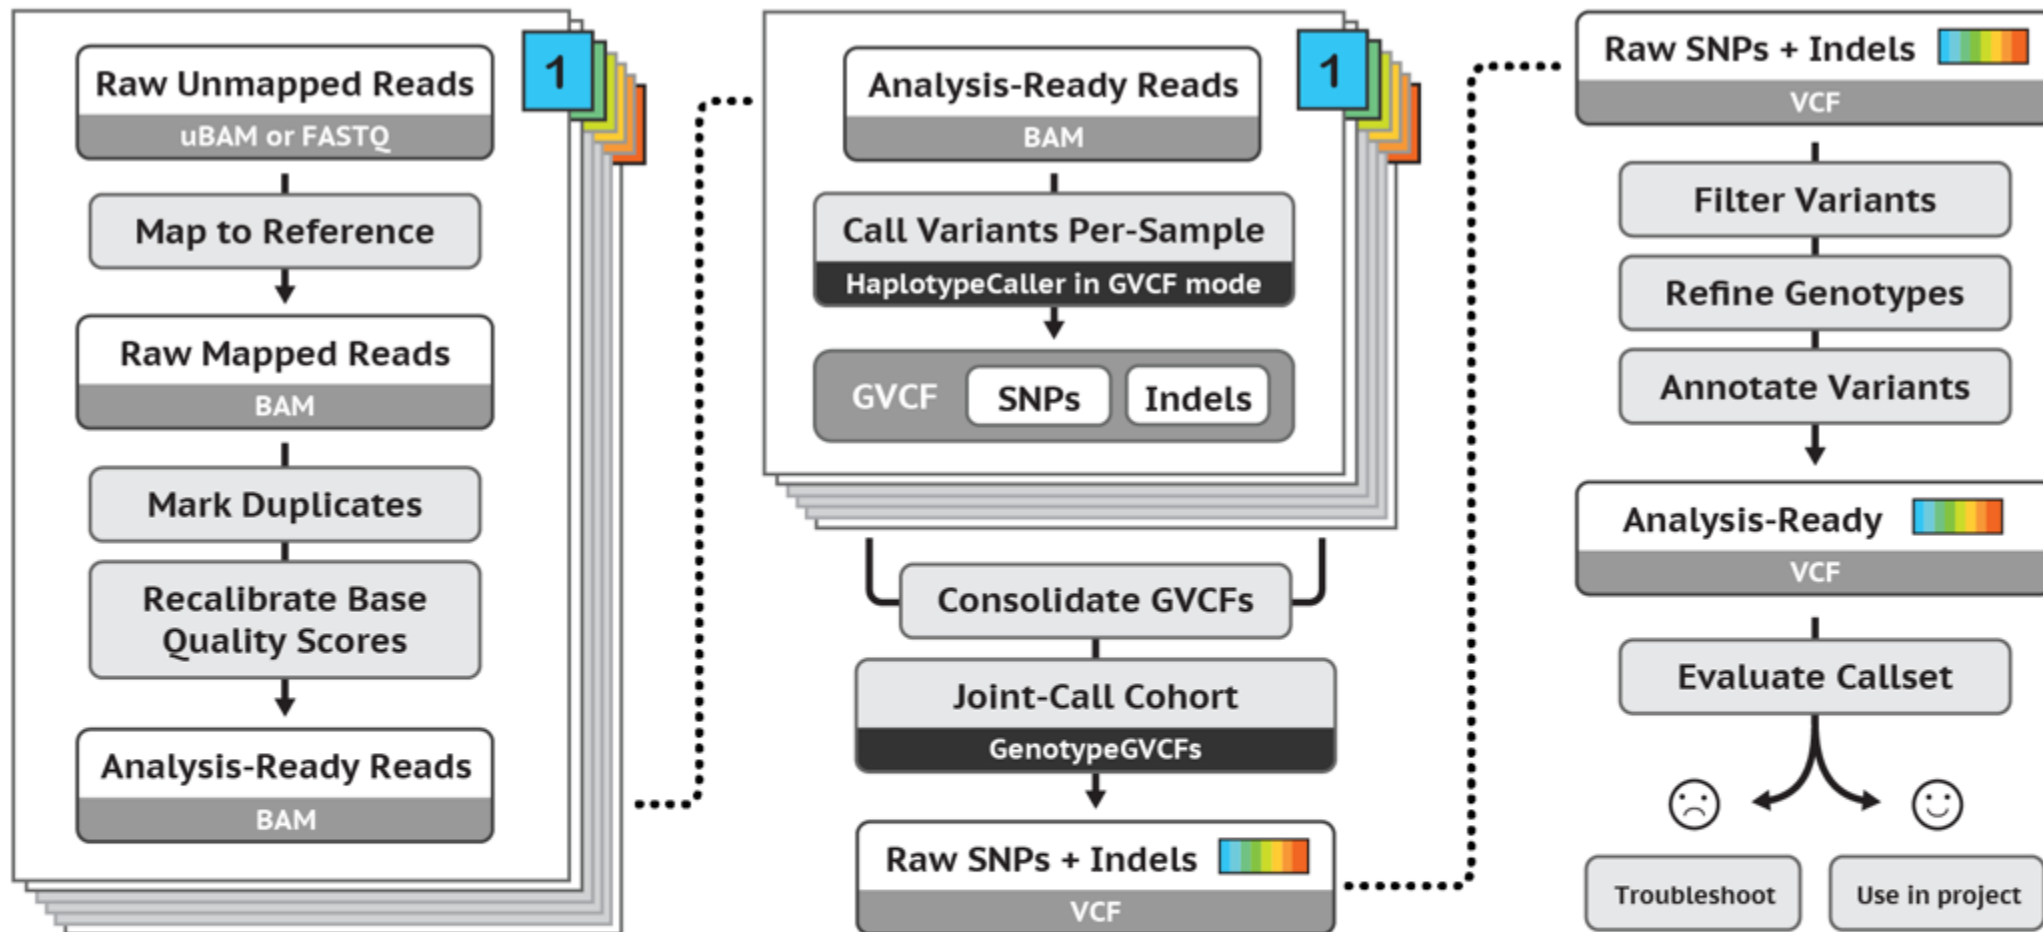 1
Raw Unmapped Reads
uBAM or FASTQ
Map to Reference
Raw Mapped Reads
BAM
Mark Duplicates
Recalibrate Base
Quality Scores
Analysis-Ready Reads
BAM
1
Analysis-Ready Reads
BAM
Call Variants Per-Sample
HaplotypeCaller in GVCF mode
GVCF SNPs Indels
Consolidate GVCFs
Joint-Call Cohort
GenotypeGVCFs
Raw SNPs + Indels
VCF
Raw SNPs + Indels
VCF
Filter Variants
Refine Genotypes
Annotate Variants
Analysis-Ready
VCF
Evaluate Callset
Troubleshoot
Use in project